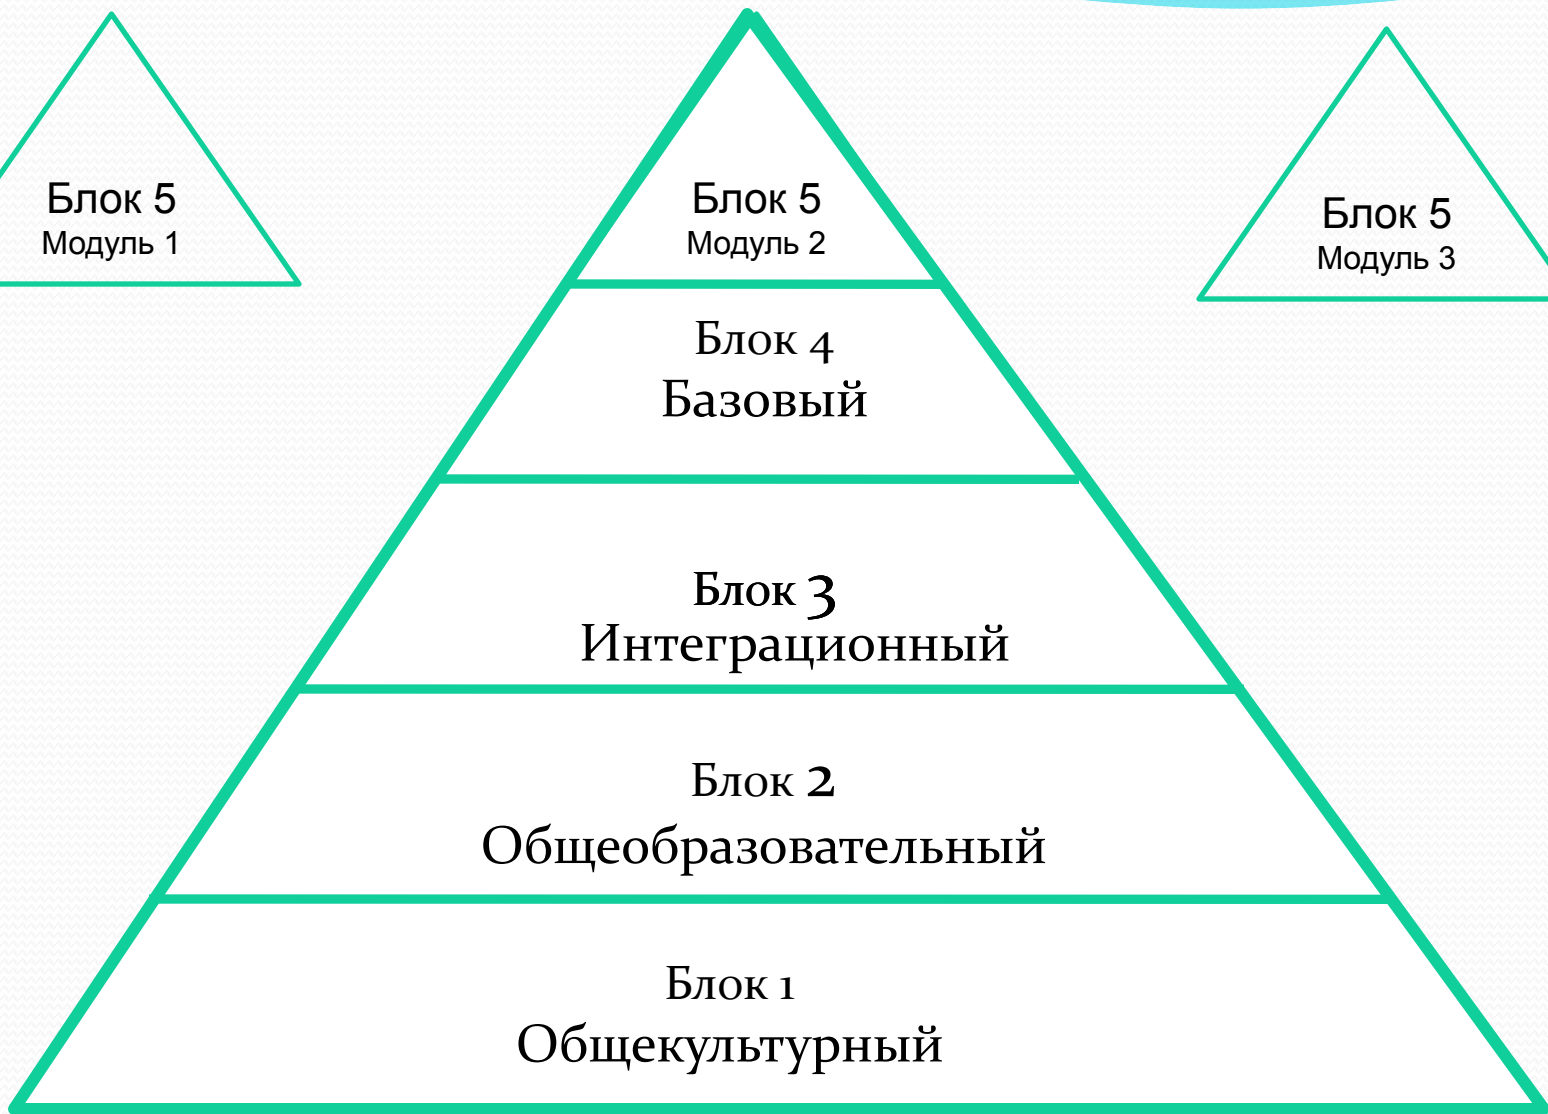 Блок 5
Модуль 1
Блок 5
Модуль 2
Блок 5
Модуль 3
Блок 4
Базовый
Блок 3
Интеграционный
Блок 2
Общеобразовательный
Блок 1
Общекультурный